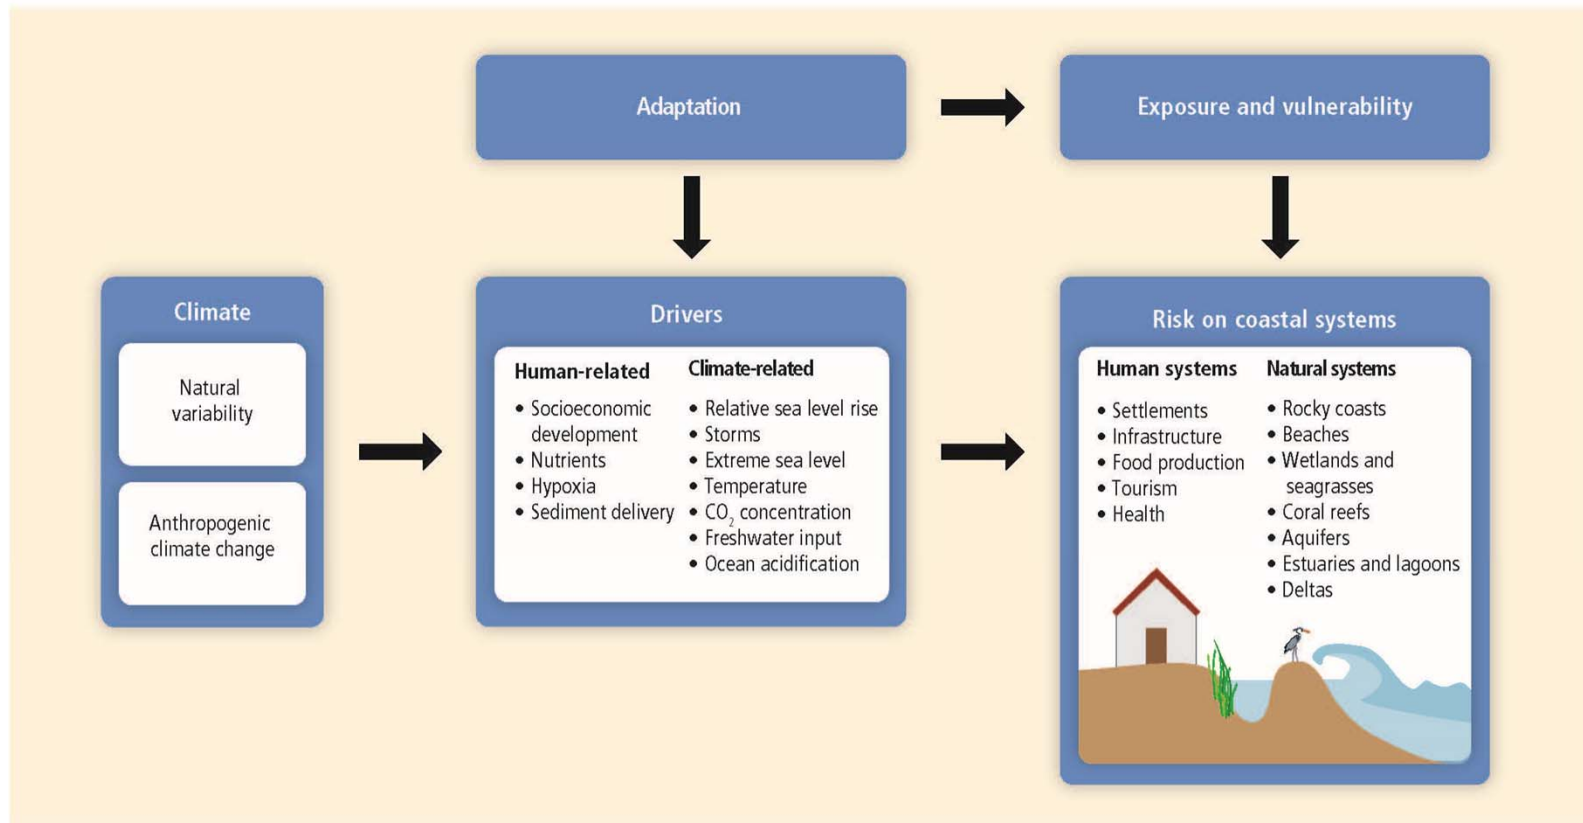 Adaptation
Exposure and vulnerability
Climate
Natural
variability
Anthropogenic
climate change
Drivers
Human-related
• Socioeconomic
development
• Nutrients
• Hypoxia
• Sediment delivery
Climate-related
• Relative sea level rise
• Storms
• Extreme sea level
• Temperature
• CO₂ concentration
• Freshwater input
• Ocean acidification
Risk on coastal systems
Human systems
• Settlements
• Infrastructure
• Food production
• Tourism
• Health
Natural systems
• Rocky coasts
• Beaches
• Wetlands and
seagrasses
• Coral reefs
• Aquifers
• Estuaries and lagoons
• Deltas